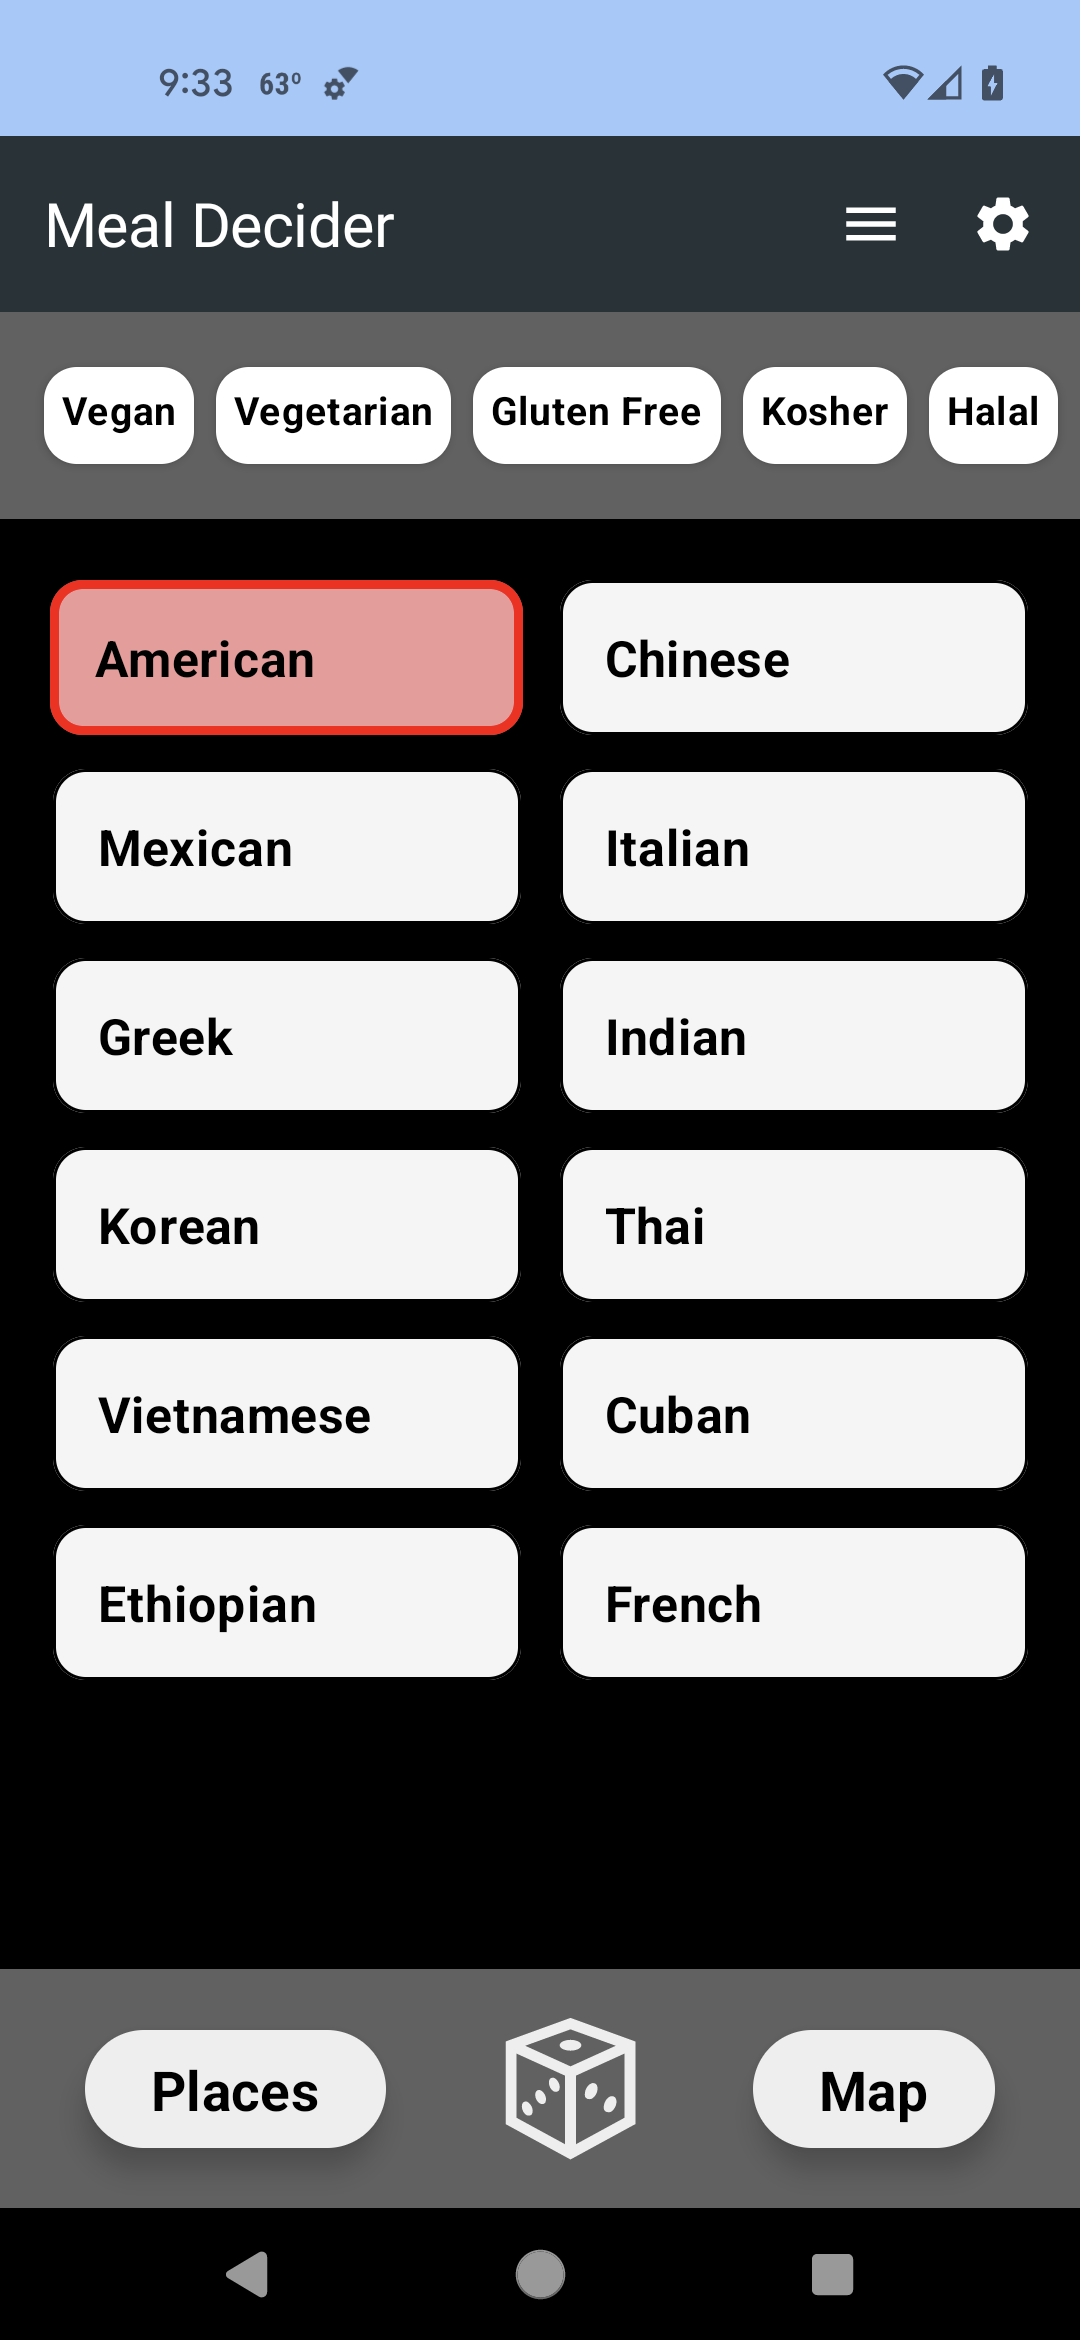 9:33 63°
Meal Decider
Vegan Vegetarian Gluten Free Kosher Halal
American Chinese
Mexican Italian
Greek Indian
Korean Thai
Vietnamese Cuban
Ethiopian French
Places Map